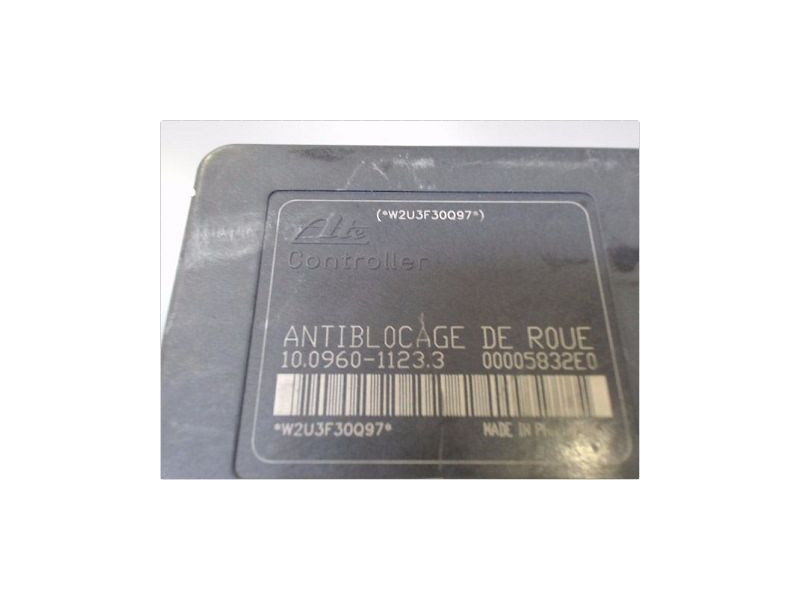 (*W2U3F30Q97*)
Ate
Controller
ANTIBLOCAGE DE ROUE
10.0960-1123.3 00005832E0
*W2U3F30Q97* MADE IN